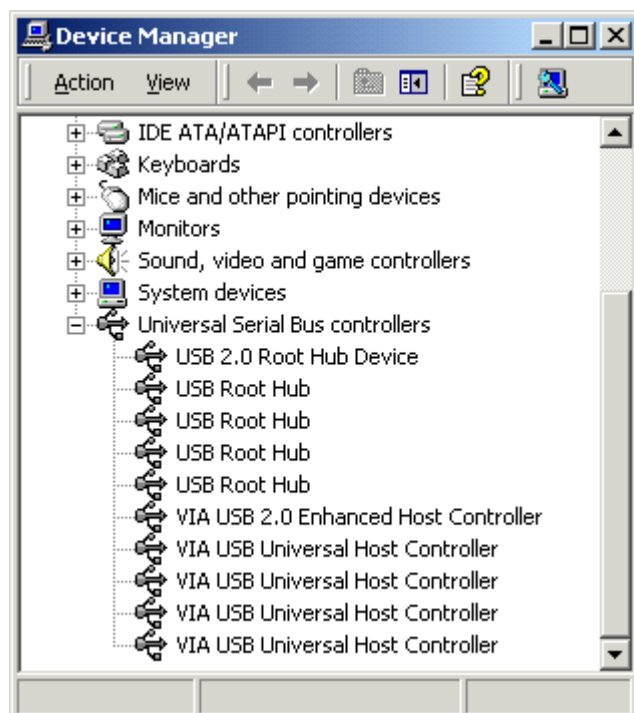 Device Manager
Action View
IDE ATA/ATAPI controllers
Keyboards
Mice and other pointing devices
Monitors
Sound, video and game controllers
System devices
Universal Serial Bus controllers
USB 2.0 Root Hub Device
USB Root Hub
USB Root Hub
USB Root Hub
USB Root Hub
VIA USB 2.0 Enhanced Host Controller
VIA USB Universal Host Controller
VIA USB Universal Host Controller
VIA USB Universal Host Controller
VIA USB Universal Host Controller